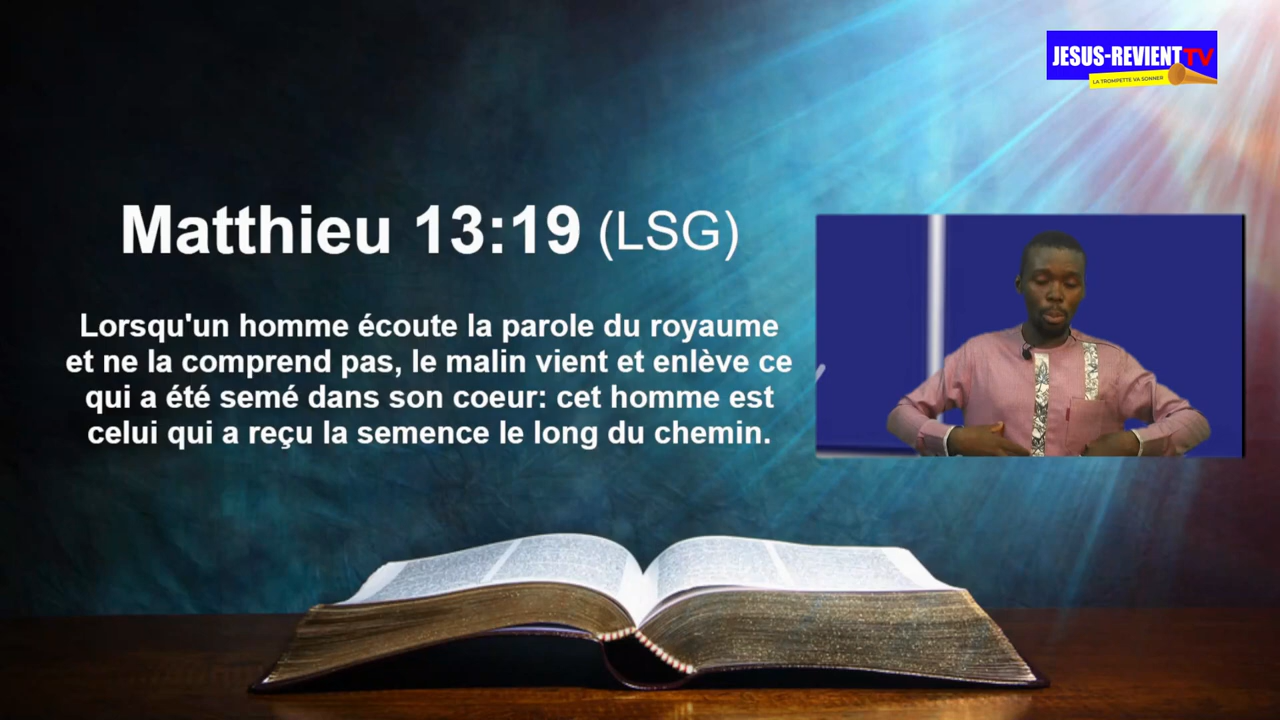 JESUS-REVIENT TV
LA TROMPETTE VA SONNER
Matthieu 13:19 (LSG)
Lorsqu'un homme écoute la parole du royaume
et ne la comprend pas, le malin vient et enlève ce
qui a été semé dans son coeur: cet homme est
celui qui a reçu la semence le long du chemin.